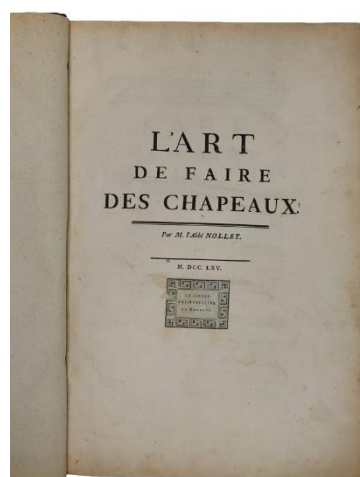 L'ART
DE FAIRE
DES CHAPEAUX.
Par M. l'Abbé NOLLET.
M. DCC. LXV.